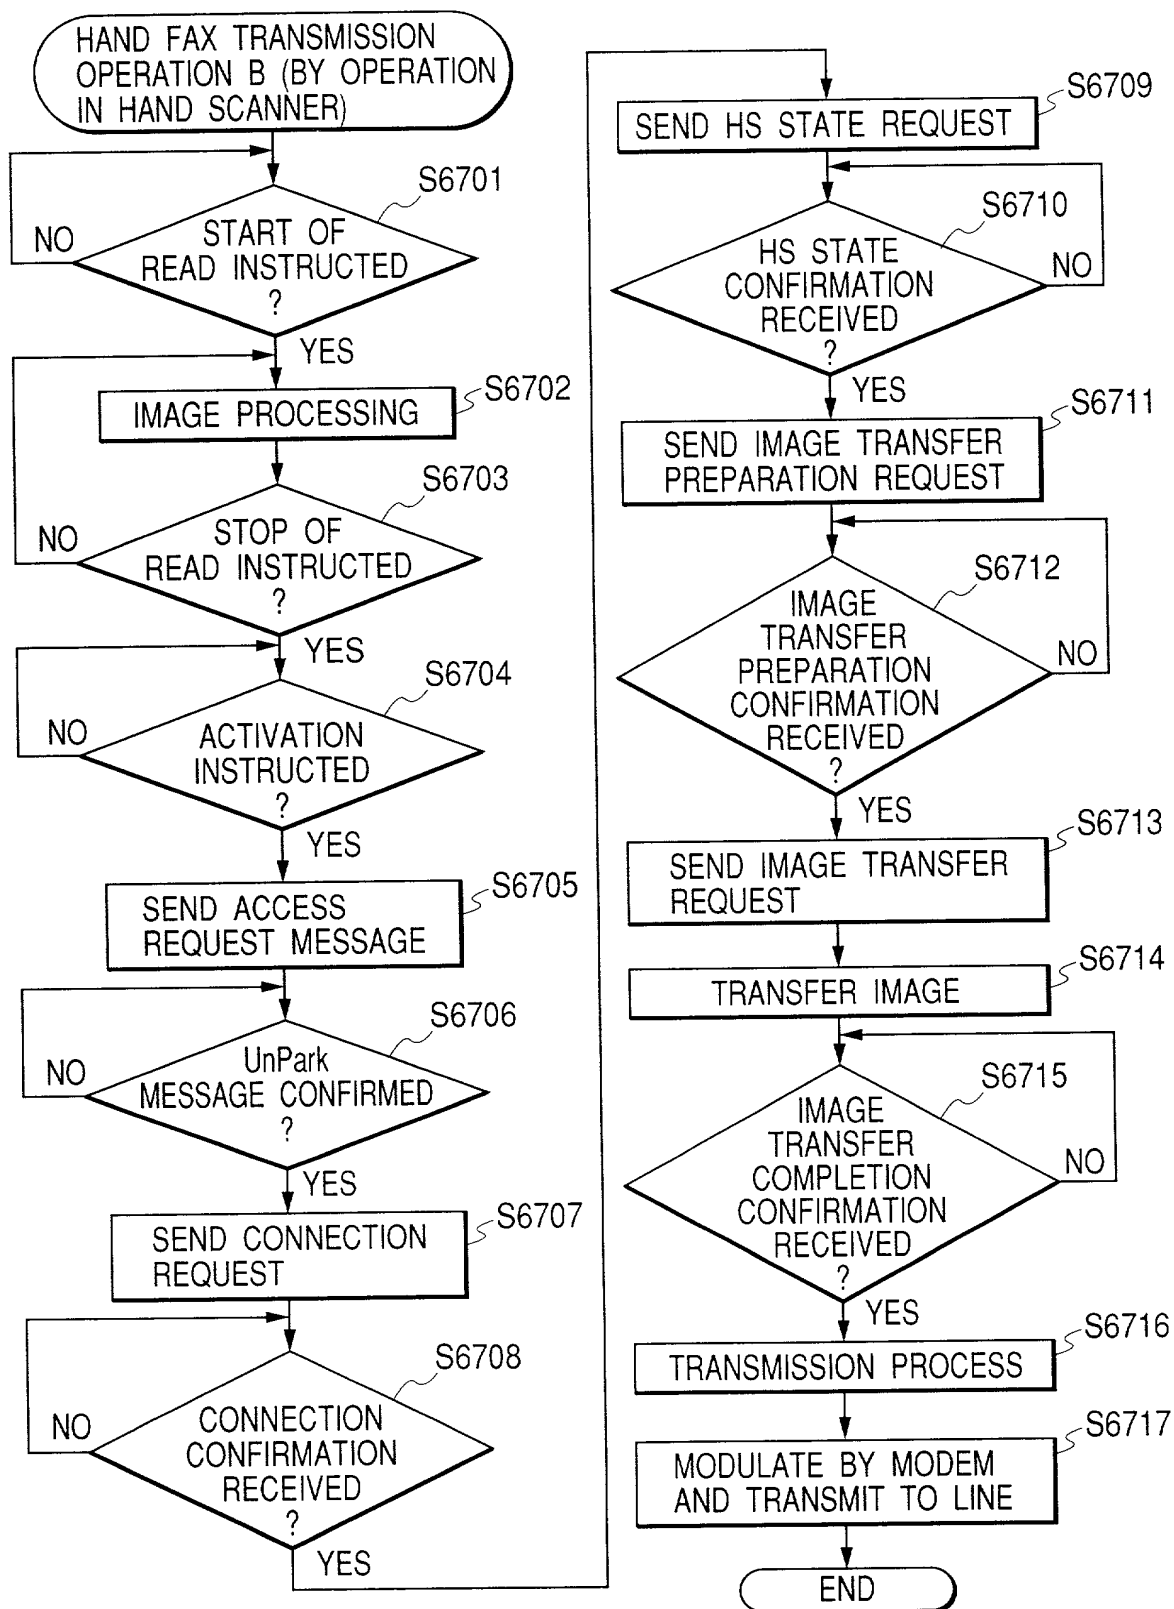 HAND FAX TRANSMISSION
OPERATION B (BY OPERATION
IN HAND SCANNER)
S6701
START OF
READ INSTRUCTED
?
NO
YES
S6702
IMAGE PROCESSING
S6703
STOP OF
READ INSTRUCTED
?
NO
YES
S6704
ACTIVATION
INSTRUCTED
?
NO
YES
S6705
SEND ACCESS
REQUEST MESSAGE
S6706
UnPark
MESSAGE CONFIRMED
?
NO
YES
S6707
SEND CONNECTION
REQUEST
S6708
CONNECTION
CONFIRMATION
RECEIVED
?
NO
YES
S6709
SEND HS STATE REQUEST
S6710
HS STATE
CONFIRMATION
RECEIVED
?
NO
YES
S6711
SEND IMAGE TRANSFER
PREPARATION REQUEST
S6712
IMAGE
TRANSFER
PREPARATION
CONFIRMATION
RECEIVED
?
NO
YES
S6713
SEND IMAGE TRANSFER
REQUEST
S6714
TRANSFER IMAGE
S6715
IMAGE
TRANSFER
COMPLETION
CONFIRMATION
RECEIVED
?
NO
YES
S6716
TRANSMISSION PROCESS
S6717
MODULATE BY MODEM
AND TRANSMIT TO LINE
END